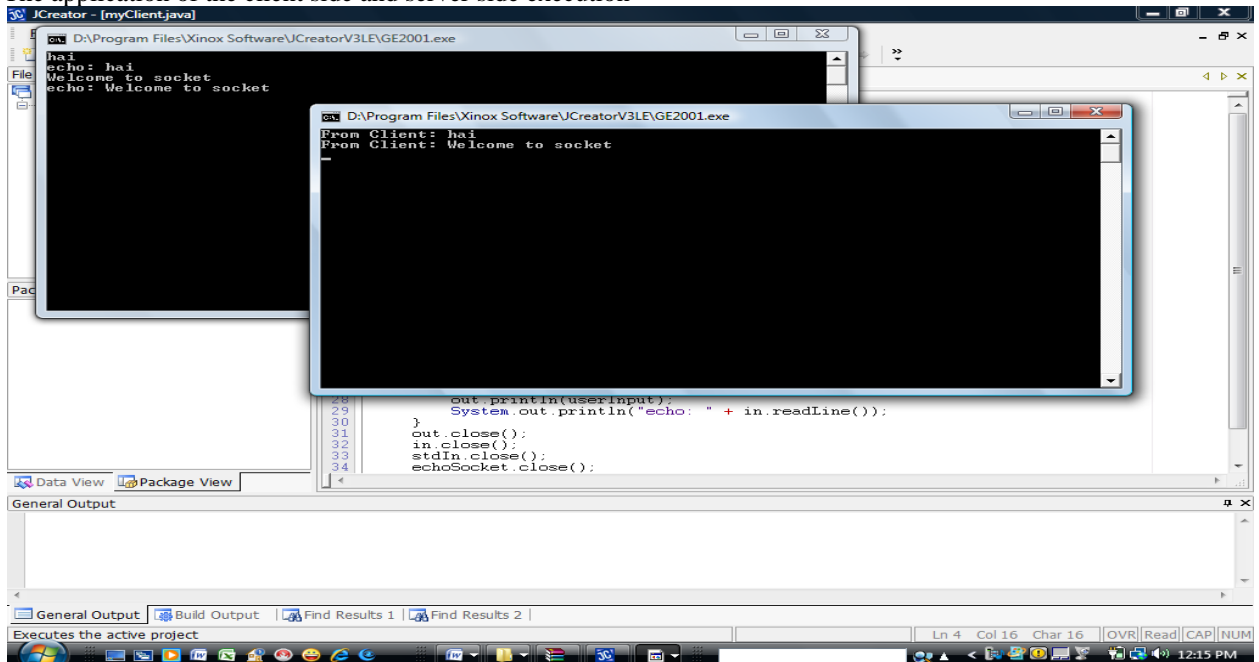 JCreator - [myClient.java]
D:\Program Files\Xinox Software\JCreatorV3LE\GE2001.exe
hai
echo: hai
Welcome to socket
echo: Welcome to socket
File
D:\Program Files\Xinox Software\JCreatorV3LE\GE2001.exe
From Client: hai
From Client: Welcome to socket
Pac
28 out.println(userInput);
29 System.out.println("echo: " + in.readLine());
30 }
31 out.close();
32 in.close();
33 stdIn.close();
34 echoSocket.close();
Data View Package View
General Output
General Output Build Output Find Results 1 Find Results 2
Executes the active project
Ln 4 Col 16 Char 16 OVR Read CAP NUM
12:15 PM